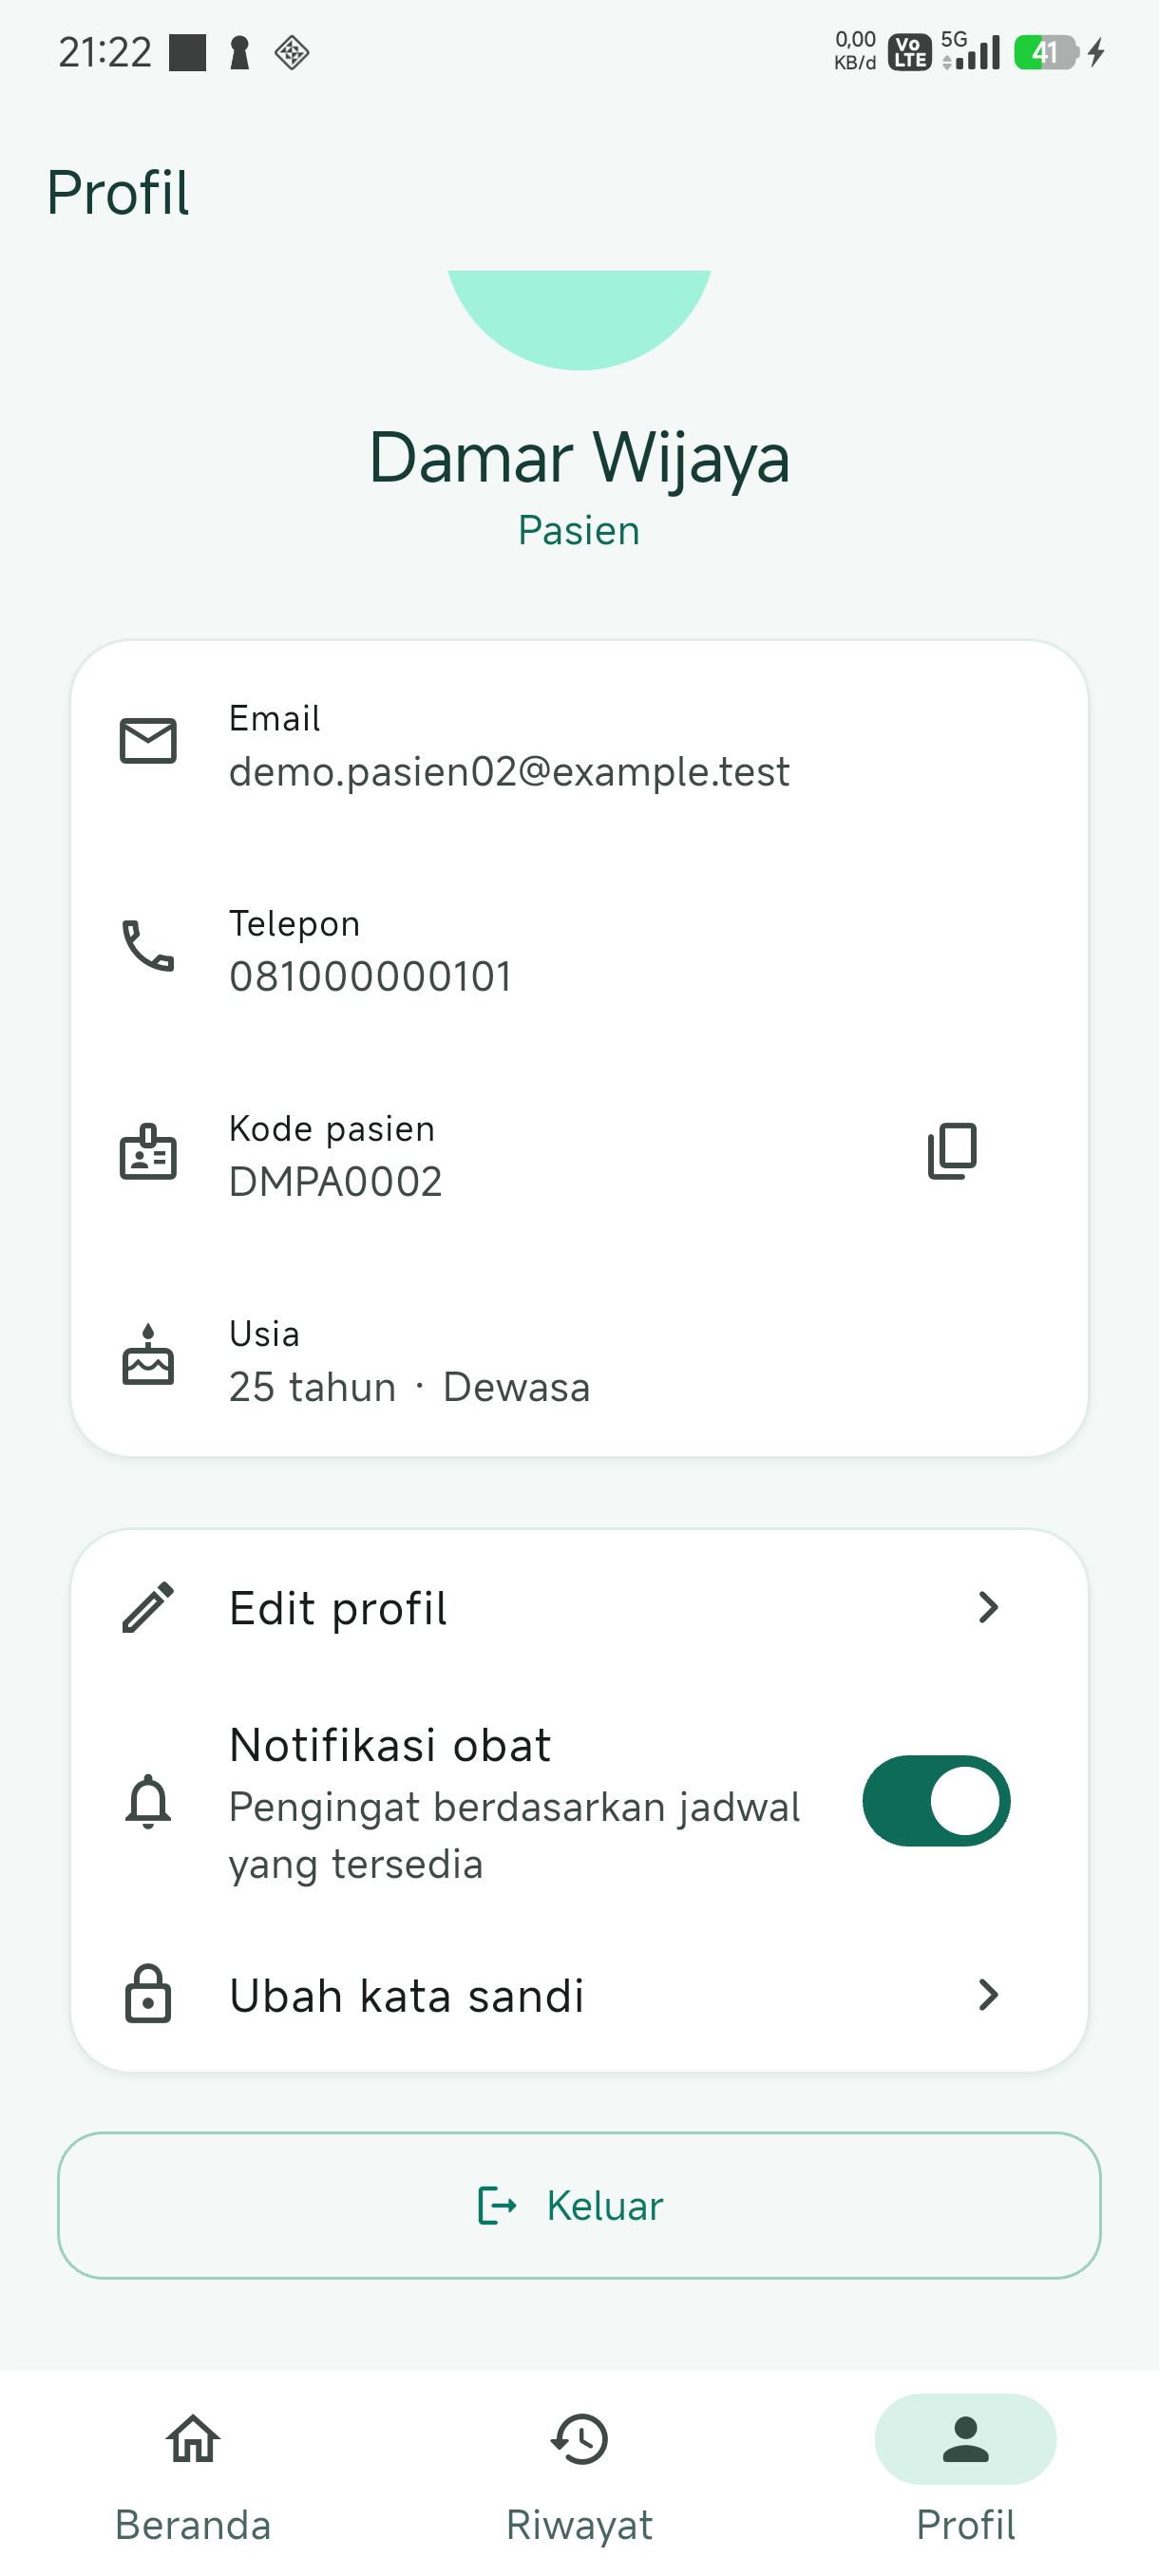 21:22
0,00
KB/d
Vo
LTE
5G
41
Profil
Damar Wijaya
Pasien
Email
demo.pasien02@example.test
Telepon
081000000101
Kode pasien
DMPA0002
Usia
25 tahun · Dewasa
Edit profil
Notifikasi obat
Pengingat berdasarkan jadwal
yang tersedia
Ubah kata sandi
Keluar
Beranda
Riwayat
Profil